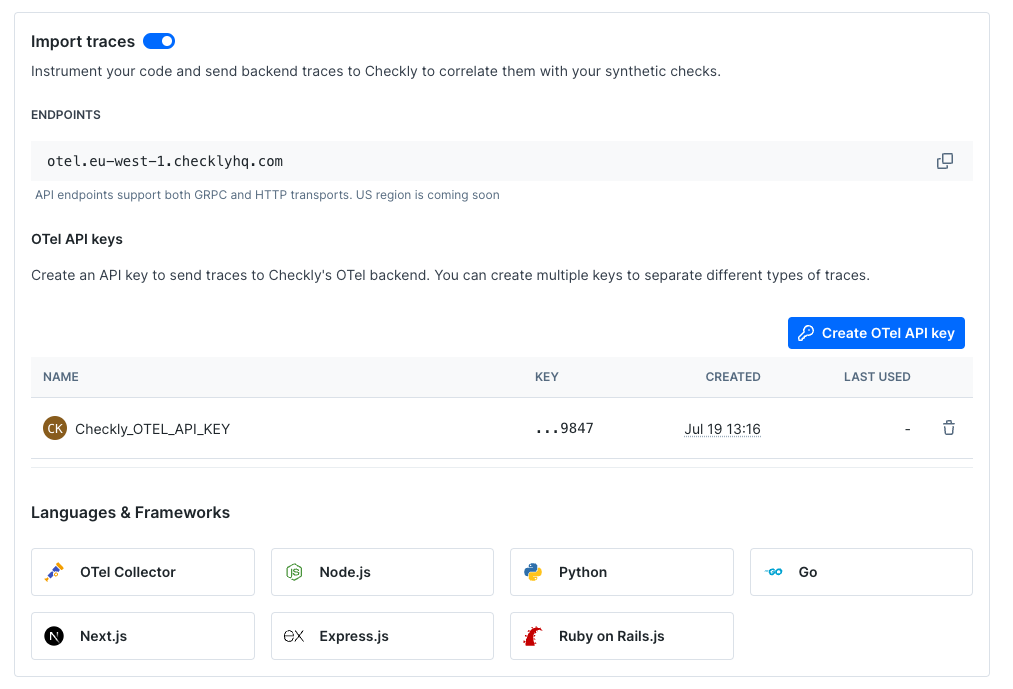 Import traces
Instrument your code and send backend traces to Checkly to correlate them with your synthetic checks.
ENDPOINTS
otel.eu-west-1.checklyhq.com
API endpoints support both GRPC and HTTP transports. US region is coming soon
OTel API keys
Create an API key to send traces to Checkly's OTel backend. You can create multiple keys to separate different types of traces.
Create OTel API key
NAME KEY CREATED LAST USED
CK Checkly_OTEL_API_KEY ...9847 Jul 19 13:16 -
Languages & Frameworks
OTel Collector JS Node.js Python GO Go
N Next.js eX Express.js Ruby on Rails.js